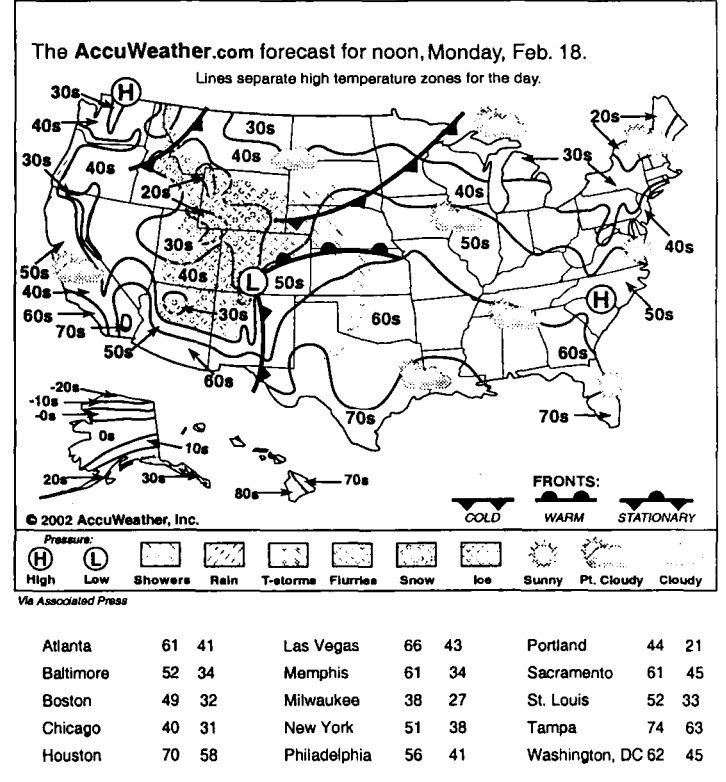 The AccuWeather.com forecast for noon, Monday, Feb. 18.
Lines separate high temperature zones for the day.
30s
H
40s
30s
40s
30s
40s
20s
30s
40s
30s
40s
50s
40s
60s
70s
50s
60s
30s
L
50s
60s
70s
20s
30s
40s
50s
40s
H
50s
60s
70s
-20s
-10s
-0s
0s
10s
20s
30s
80s
70s
FRONTS:
COLD WARM STATIONARY
© 2002 AccuWeather, Inc.
Pressure:
H L
High Low Showers Rain T-storms Flurries Snow Ice Sunny Pt. Cloudy Cloudy
Via Associated Press
Atlanta 61 41 Las Vegas 66 43 Portland 44 21
Baltimore 52 34 Memphis 61 34 Sacramento 61 45
Boston 49 32 Milwaukee 38 27 St. Louis 52 33
Chicago 40 31 New York 51 38 Tampa 74 63
Houston 70 58 Philadelphia 56 41 Washington, DC 62 45